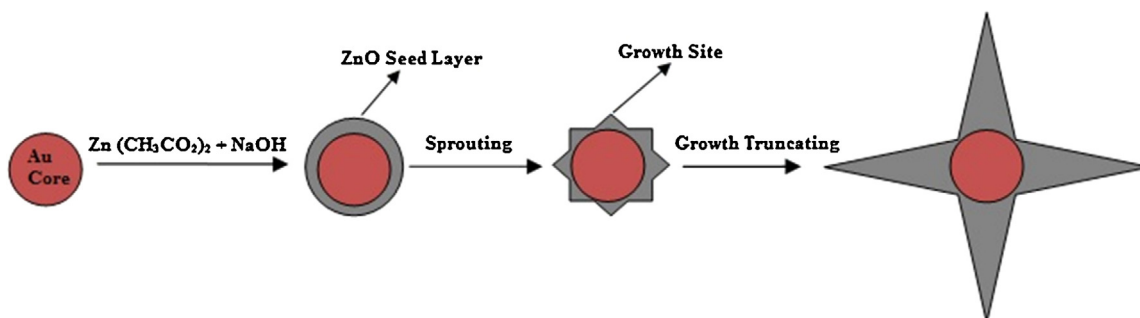 Au
Core
Zn (CH₃CO₂)₂ + NaOH
ZnO Seed Layer
Sprouting
Growth Site
Growth Truncating